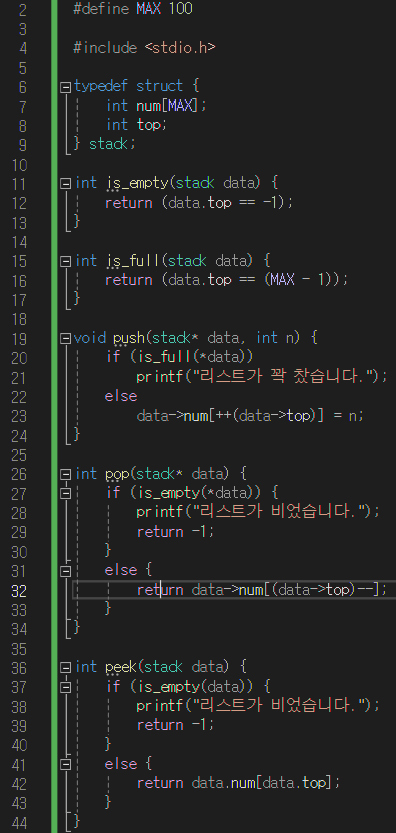 2 #define MAX 100
3
4 #include <stdio.h>
5
6 typedef struct {
7     int num[MAX];
8     int top;
9 } stack;
10
11 int is_empty(stack data) {
12     return (data.top == -1);
13 }
14
15 int is_full(stack data) {
16     return (data.top == (MAX - 1));
17 }
18
19 void push(stack* data, int n) {
20     if (is_full(*data))
21         printf("리스트가 꽉 찼습니다.");
22     else
23         data->num[++(data->top)] = n;
24 }
25
26 int pop(stack* data) {
27     if (is_empty(*data)) {
28         printf("리스트가 비었습니다.");
29         return -1;
30     }
31     else {
32         return data->num[(data->top)--];
33     }
34 }
35
36 int peek(stack data) {
37     if (is_empty(data)) {
38         printf("리스트가 비었습니다.");
39         return -1;
40     }
41     else {
42         return data.num[data.top];
43     }
44 }